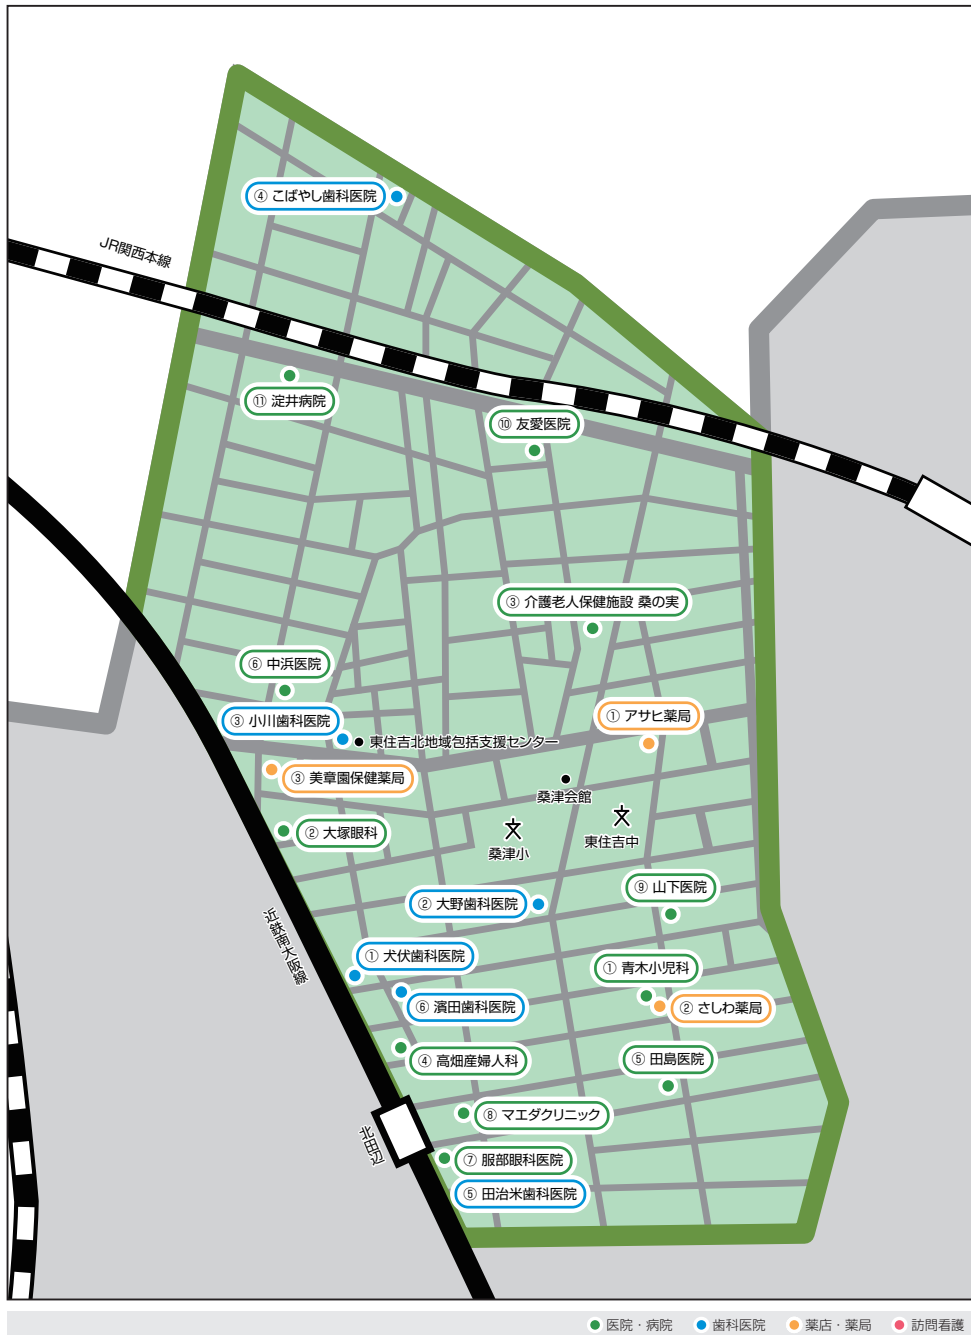 ④ こばやし歯科医院
JR関西本線
⑪ 淀井病院
⑩ 友愛医院
③ 介護老人保健施設 桑の実
⑥ 中浜医院
① アサヒ薬局
③ 小川歯科医院
東住吉北地域包括支援センター
③ 美章園保健薬局
桑津会館
② 大塚眼科
桑津小
東住吉中
⑨ 山下医院
② 大野歯科医院
近鉄南大阪線
① 犬伏歯科医院
① 青木小児科
⑥ 濱田歯科医院
② さしわ薬局
④ 高畑産婦人科
⑤ 田島医院
⑧ マエダクリニック
北田辺
⑦ 服部眼科医院
⑤ 田治米歯科医院
医院・病院 歯科医院 薬店・薬局 訪問看護